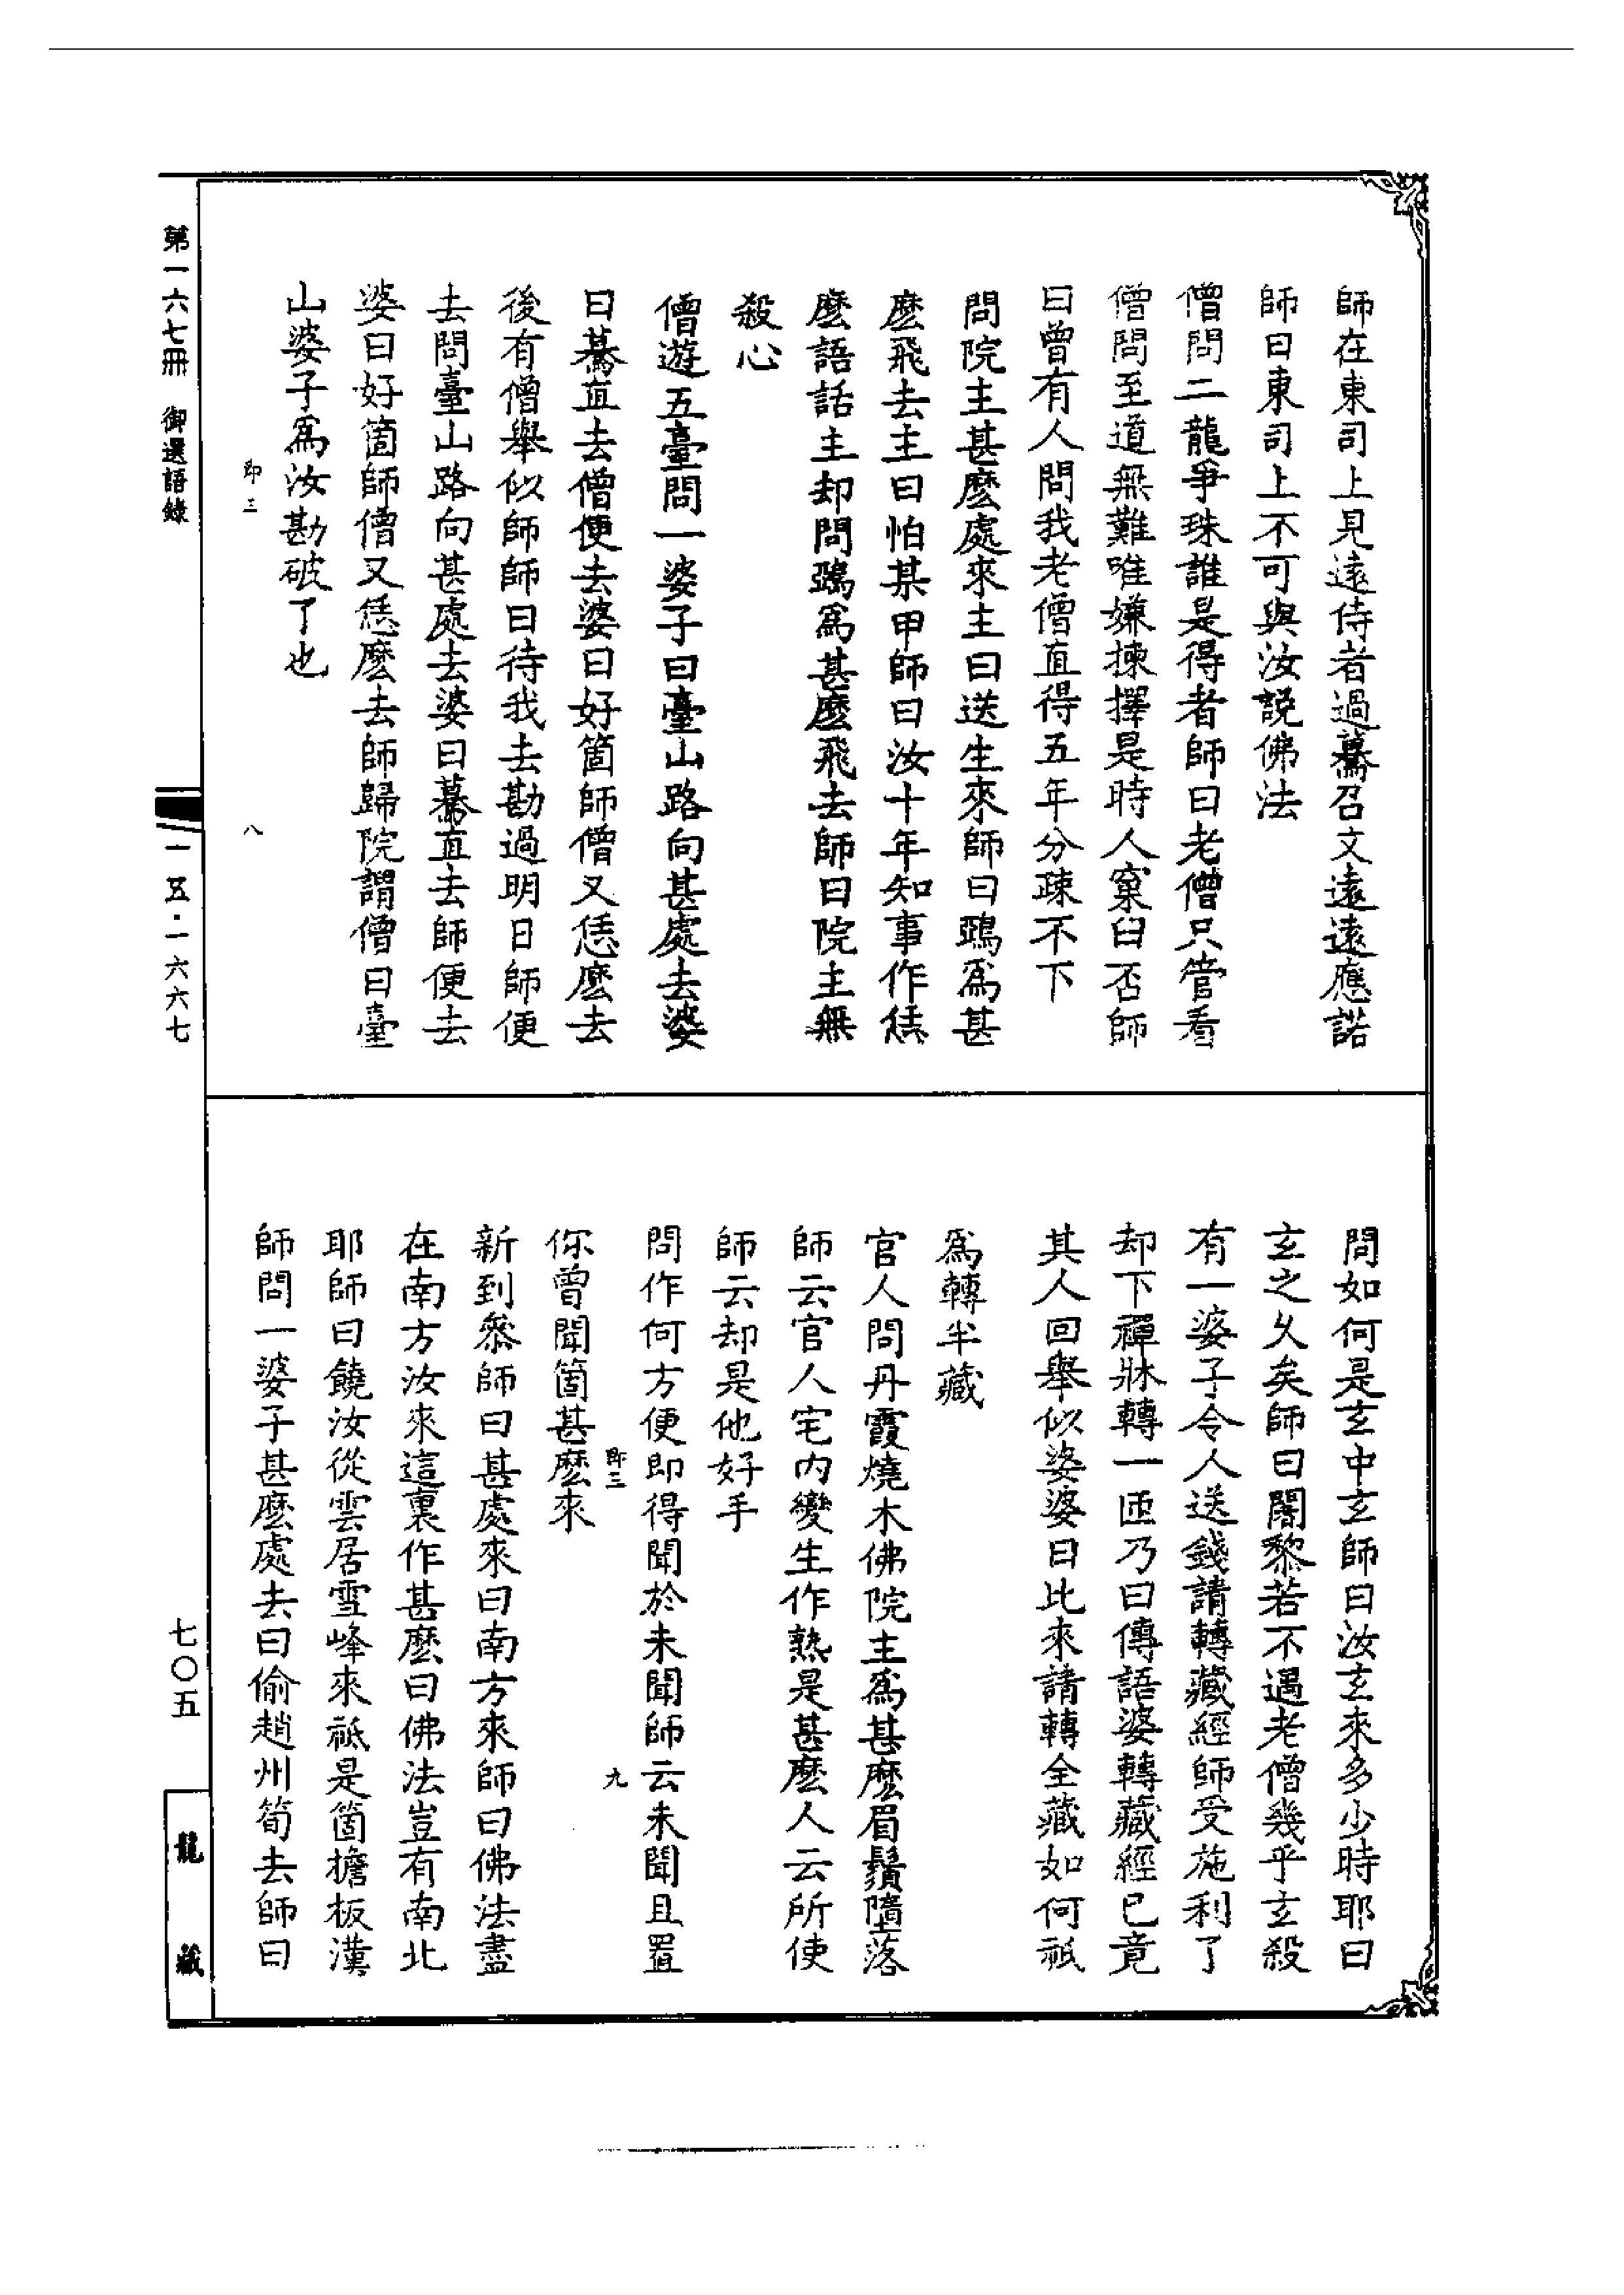 師在東司上見遠侍者過驀召文遠遠應諾
師曰東司上不可與汝説佛法
僧問二龍爭珠誰是得者師曰老僧只管看
僧問至道無難唯嫌揀擇是時人窠臼否師
曰曾有人問我老僧直得五年分疎不下
問院主甚麽處來主曰送生來師曰鵶爲甚
麽飛去主曰怕某甲師曰汝十年知事作恁
麽語話主却問鵶爲甚麽飛去師曰院主無
殺心
僧遊五臺問一婆子曰臺山路向甚處去婆
曰驀直去僧便去婆曰好箇師僧又恁麽去
後有僧舉似師師曰待我去勘過明日師便
去問臺山路向甚處去婆曰驀直去師便去
婆曰好箇師僧又恁麽去師歸院謂僧曰臺
山婆子爲汝勘破了也
即三
八
問如何是玄中玄師曰汝玄來多少時耶曰
玄之乆矣師曰闍黎若不遇老僧幾乎玄殺
有一婆子令人送錢請轉藏經師受施利了
却下禪牀轉一匝乃曰傳語婆轉藏經已竟
其人回舉似婆婆曰比來請轉全藏如何祇
爲轉半藏
官人問丹霞燒木佛院主爲甚麽眉鬚墮落
師云官人宅内變生作熟是甚麽人云所使
師云却是他好手
問作何方便即得聞於未聞師云未聞且置
即三
九
你曾聞箇甚麽來
新到叅師曰甚處來曰南方來師曰佛法盡
在南方汝來這裏作甚麽曰佛法豈有南北
耶師曰饒汝從雲居雪峰來祇是箇擔板漢
師問一婆子甚麽處去曰偷趙州筍去師曰
第一六七冊 御選語錄
一五·一六六七
七〇五
龍藏